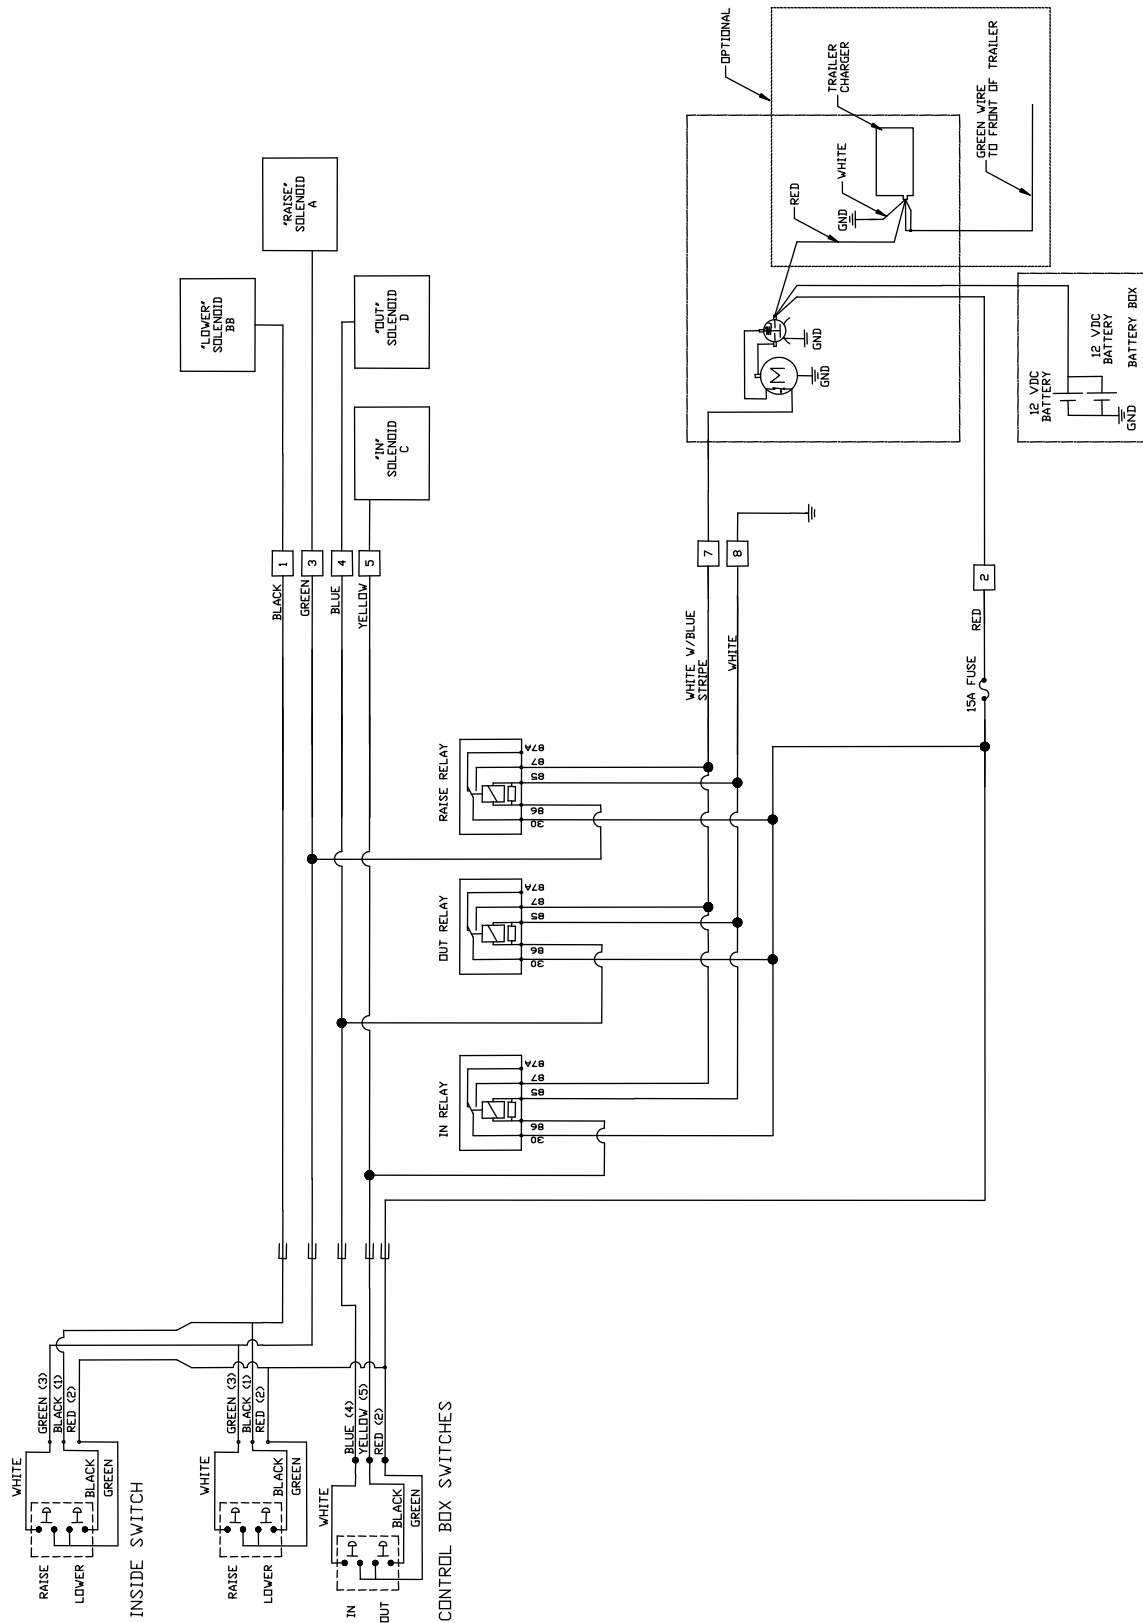 INSIDE SWITCH
RAISE
LOWER
WHITE
BLACK
GREEN
GREEN (3)
BLACK (1)
RED (2)
RAISE
LOWER
WHITE
BLACK
GREEN
GREEN (3)
BLACK (1)
RED (2)
CONTROL BOX SWITCHES
IN
OUT
WHITE
BLACK
GREEN
BLUE (4)
YELLOW (5)
RED (2)
IN RELAY
30
86
85
87
87A
OUT RELAY
30
86
85
87
87A
RAISE RELAY
30
86
85
87
87A
BLACK
1
GREEN
3
BLUE
4
YELLOW
5
"LOWER"
SOLENOID
BB
"RAISE"
SOLENOID
A
"OUT"
SOLENOID
D
"IN"
SOLENOID
C
WHITE W/BLUE
STRIPE
7
WHITE
8
15A FUSE
RED
2
M
GND
GND
12 VDC
BATTERY
12 VDC
BATTERY
GND
BATTERY BOX
RED
WHITE
GND
TRAILER
CHARGER
OPTIONAL
GREEN WIRE
TO FRONT OF TRAILER